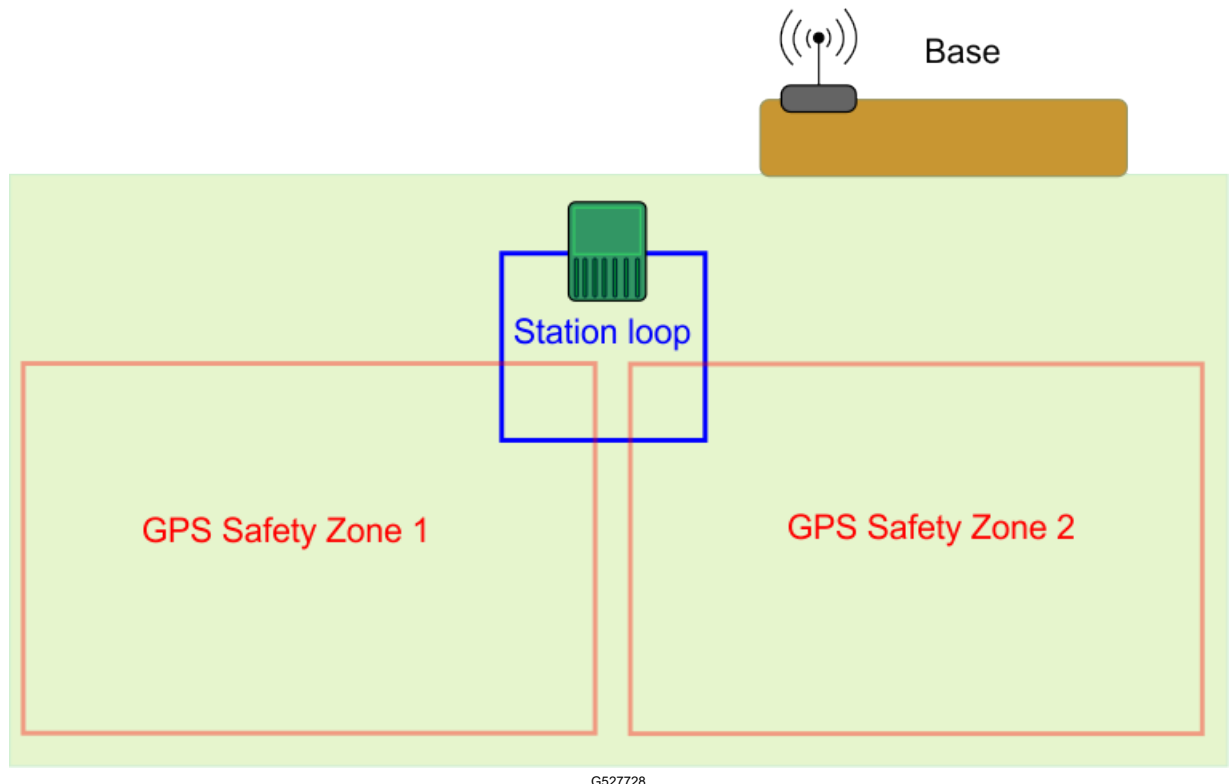 Base
Station loop
GPS Safety Zone 1
GPS Safety Zone 2
G527728